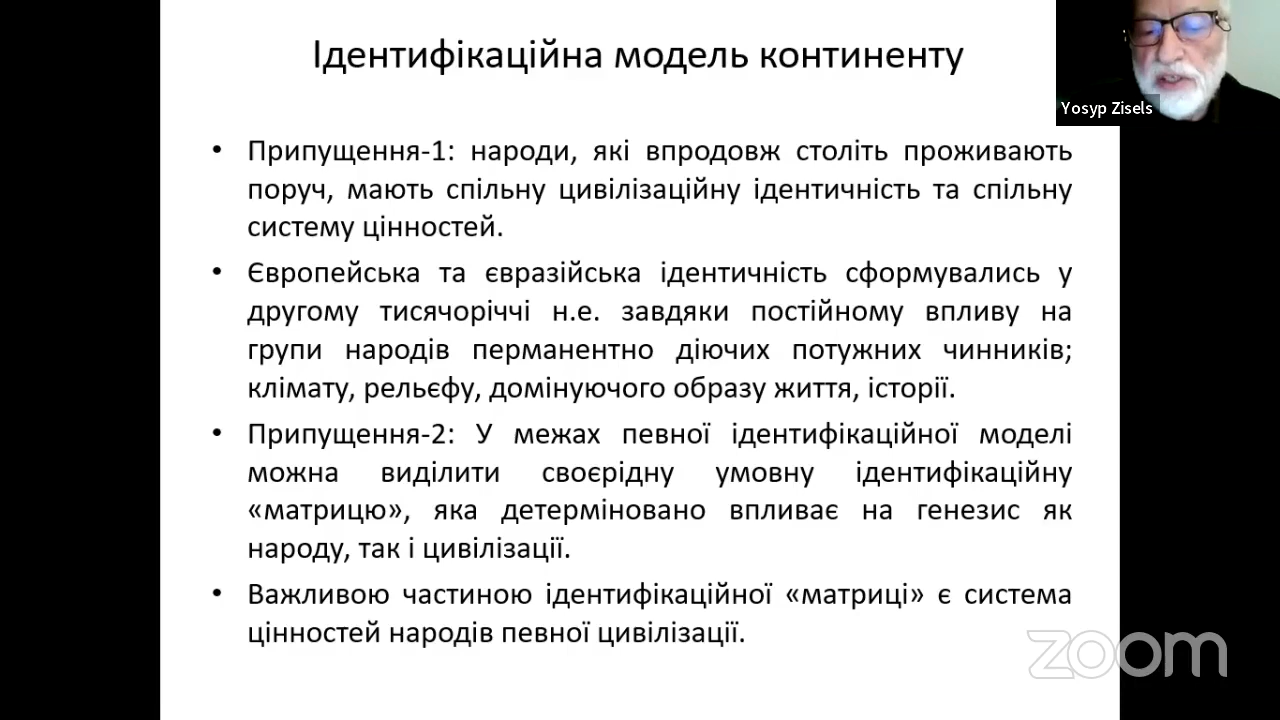 Ідентифікаційна модель континенту
Yosyp Zisels
• Припущення-1: народи, які впродовж століть проживають
поруч, мають спільну цивілізаційну ідентичність та спільну
систему цінностей.
• Європейська та євразійська ідентичність сформувались у
другому тисячоріччі н.е. завдяки постійному впливу на
групи народів перманентно діючих потужних чинників;
клімату, рельєфу, домінуючого образу життя, історії.
• Припущення-2: У межах певної ідентифікаційної моделі
можна виділити своєрідну умовну ідентифікаційну
«матрицю», яка детерміновано впливає на генезис як
народу, так і цивілізації.
• Важливою частиною ідентифікаційної «матриці» є система
цінностей народів певної цивілізації.
zoom